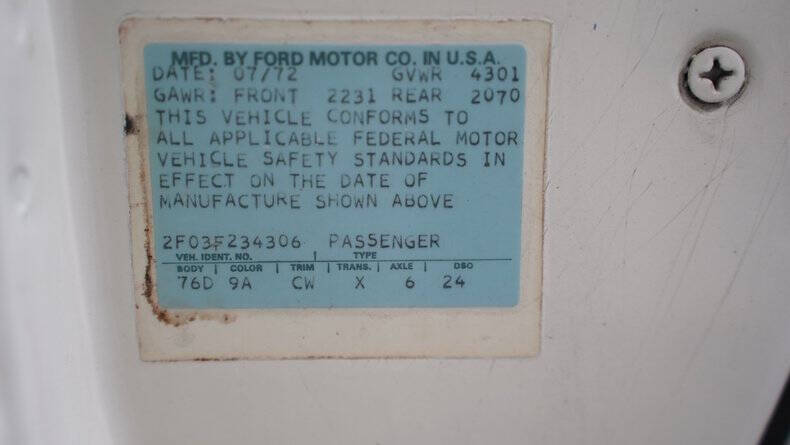 MFD. BY FORD MOTOR CO. IN U.S.A.
DATE: 07/72 GVWR 4301
GAWR: FRONT 2231 REAR 2070
THIS VEHICLE CONFORMS TO
ALL APPLICABLE FEDERAL MOTOR
VEHICLE SAFETY STANDARDS IN
EFFECT ON THE DATE OF
MANUFACTURE SHOWN ABOVE
2F03F234306 PASSENGER
VEH. IDENT. NO. | TYPE
BODY | COLOR | TRIM | TRANS. | AXLE | DSO
76D 9A CW X 6 24